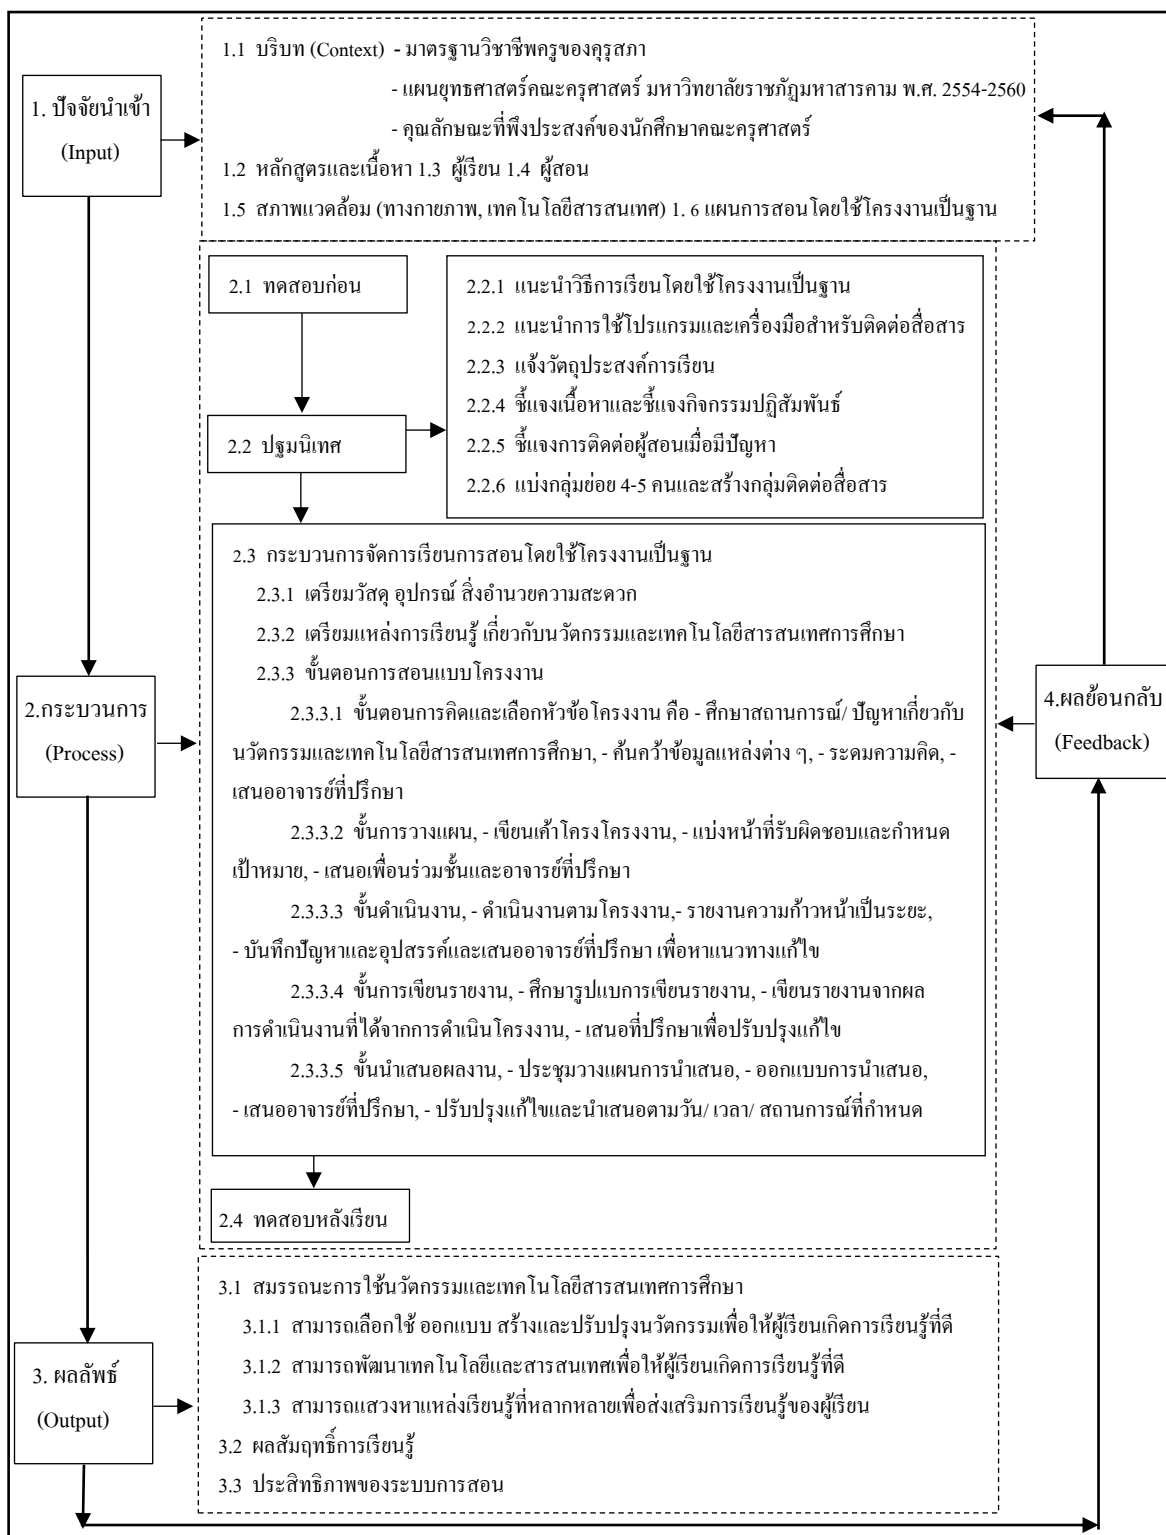 1. ปัจจัยนำเข้า
(Input)
1.1 บริบท (Context) - มาตรฐานวิชาชีพครูของคุรุสภา
- แผนยุทธศาสตร์คณะครุศาสตร์ มหาวิทยาลัยราชภัฏมหาสารคาม พ.ศ. 2554-2560
- คุณลักษณะที่พึงประสงค์ของนักศึกษาคณะครุศาสตร์
1.2 หลักสูตรและเนื้อหา 1.3 ผู้เรียน 1.4 ผู้สอน
1.5 สภาพแวดล้อม (ทางกายภาพ, เทคโนโลยีสารสนเทศ) 1. 6 แผนการสอนโดยใช้โครงงานเป็นฐาน
2.กระบวนการ
(Process)
2.1 ทดสอบก่อน
2.2 ปฐมนิเทศ
2.2.1 แนะนำวิธีการเรียนโดยใช้โครงงานเป็นฐาน
2.2.2 แนะนำการใช้โปรแกรมและเครื่องมือสำหรับติดต่อสื่อสาร
2.2.3 แจ้งวัตถุประสงค์การเรียน
2.2.4 ชี้แจงเนื้อหาและชี้แจงกิจกรรมปฏิสัมพันธ์
2.2.5 ชี้แจงการติดต่อผู้สอนเมื่อมีปัญหา
2.2.6 แบ่งกลุ่มย่อย 4-5 คนและสร้างกลุ่มติดต่อสื่อสาร
2.3 กระบวนการจัดการเรียนการสอนโดยใช้โครงงานเป็นฐาน
2.3.1 เตรียมวัสดุ อุปกรณ์ สิ่งอำนวยความสะดวก
2.3.2 เตรียมแหล่งการเรียนรู้ เกี่ยวกับนวัตกรรมและเทคโนโลยีสารสนเทศการศึกษา
2.3.3 ขั้นตอนการสอนแบบโครงงาน
2.3.3.1 ขั้นตอนการคิดและเลือกหัวข้อโครงงาน คือ - ศึกษาสถานการณ์/ ปัญหาเกี่ยวกับ
นวัตกรรมและเทคโนโลยีสารสนเทศการศึกษา, - ค้นคว้าข้อมูลแหล่งต่าง ๆ, - ระดมความคิด, -
เสนออาจารย์ที่ปรึกษา
2.3.3.2 ขั้นการวางแผน, - เขียนเค้าโครงโครงงาน, - แบ่งหน้าที่รับผิดชอบและกำหนด
เป้าหมาย, - เสนอเพื่อนร่วมชั้นและอาจารย์ที่ปรึกษา
2.3.3.3 ขั้นดำเนินงาน, - ดำเนินงานตามโครงงาน,- รายงานความก้าวหน้าเป็นระยะ,
- บันทึกปัญหาและอุปสรรค์และเสนออาจารย์ที่ปรึกษา เพื่อหาแนวทางแก้ไข
2.3.3.4 ขั้นการเขียนรายงาน, - ศึกษารูปแบการเขียนรายงาน, - เขียนรายงานจากผล
การดำเนินงานที่ได้จากการดำเนินโครงงาน, - เสนอที่ปรึกษาเพื่อปรับปรุงแก้ไข
2.3.3.5 ขั้นนำเสนอผลงาน, - ประชุมวางแผนการนำเสนอ, - ออกแบบการนำเสนอ,
- เสนออาจารย์ที่ปรึกษา, - ปรับปรุงแก้ไขและนำเสนอตามวัน/ เวลา/ สถานการณ์ที่กำหนด
2.4 ทดสอบหลังเรียน
4.ผลย้อนกลับ
(Feedback)
3. ผลลัพธ์
(Output)
3.1 สมรรถนะการใช้นวัตกรรมและเทคโนโลยีสารสนเทศการศึกษา
3.1.1 สามารถเลือกใช้ ออกแบบ สร้างและปรับปรุงนวัตกรรมเพื่อให้ผู้เรียนเกิดการเรียนรู้ที่ดี
3.1.2 สามารถพัฒนาเทคโนโลยีและสารสนเทศเพื่อให้ผู้เรียนเกิดการเรียนรู้ที่ดี
3.1.3 สามารถแสวงหาแหล่งเรียนรู้ที่หลากหลายเพื่อส่งเสริมการเรียนรู้ของผู้เรียน
3.2 ผลสัมฤทธิ์การเรียนรู้
3.3 ประสิทธิภาพของระบบการสอน